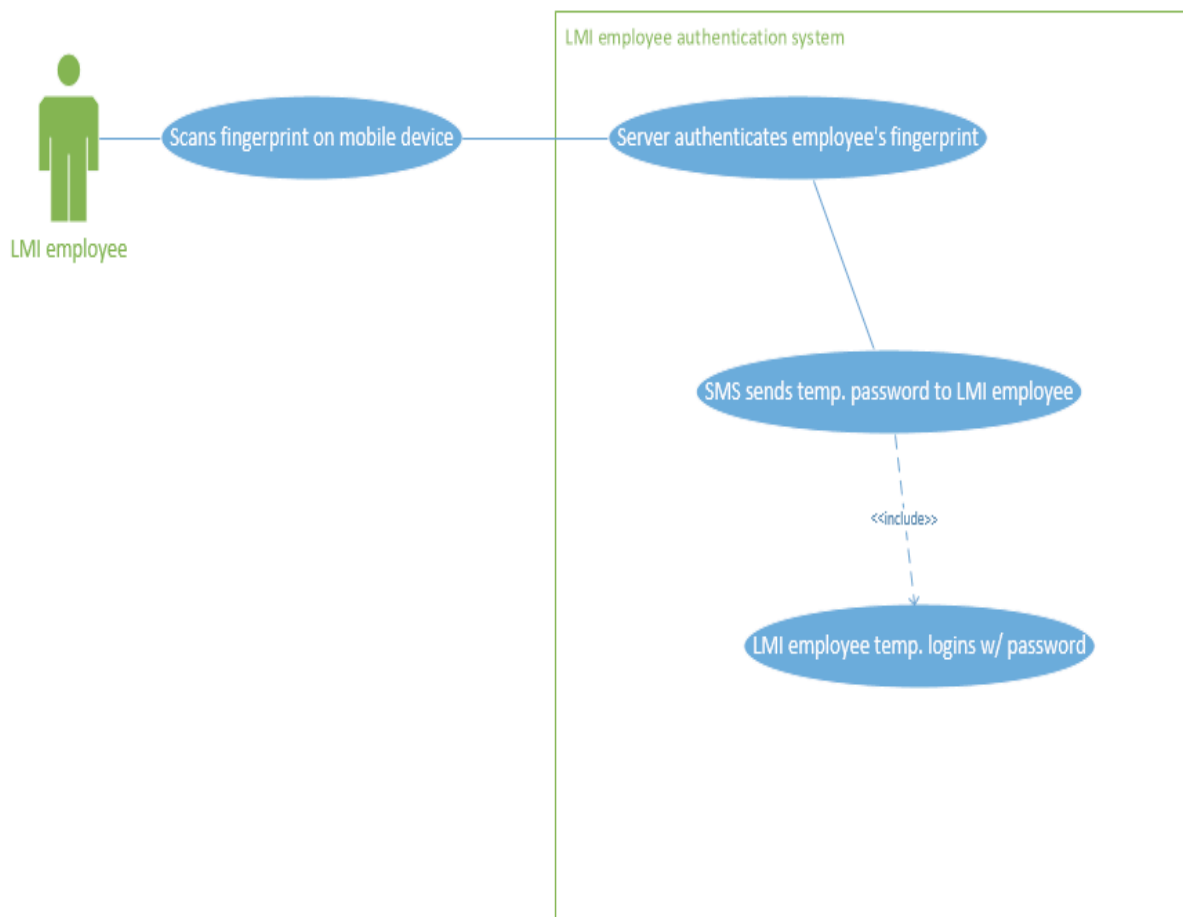 LMI employee authentication system
Scans fingerprint on mobile device
Server authenticates employee's fingerprint
LMI employee
SMS sends temp. password to LMI employee
<<include>>
LMI employee temp. logins w/ password